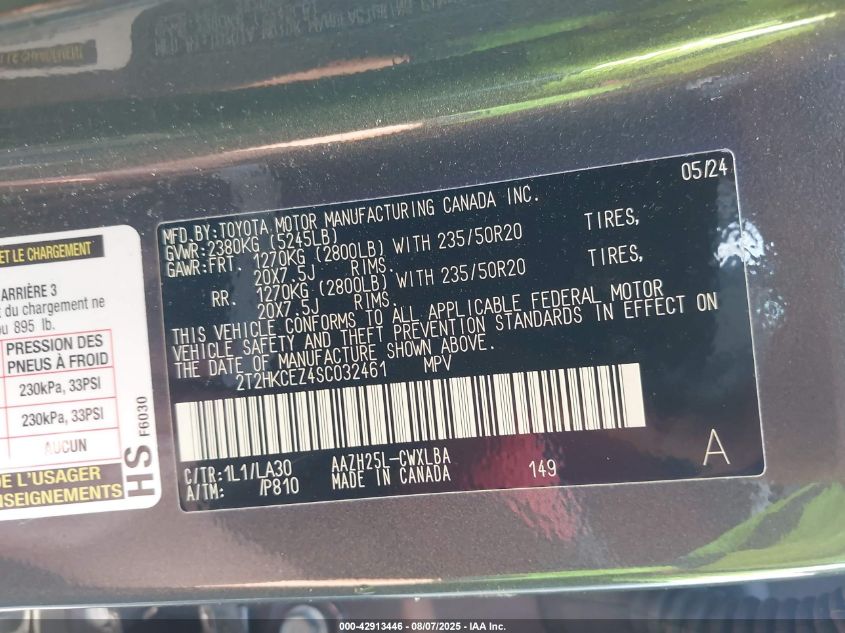 ET LE CHARGEMENT
ARRIÈRE 3
du chargement ne
ou 895 lb.
PRESSION DES
PNEUS À FROID
230kPa, 33PSI
230kPa, 33PSI
AUCUN
DE L'USAGER
HS F6030
05/24
MFD.BY:TOYOTA MOTOR MANUFACTURING CANADA INC.
GVWR:2380KG (5245LB)
GAWR:FRT. 1270KG (2800LB) WITH 235/50R20 TIRES,
20X7.5J RIMS.
RR. 1270KG (2800LB) WITH 235/50R20 TIRES,
20X7.5J RIMS.
THIS VEHICLE CONFORMS TO ALL APPLICABLE FEDERAL MOTOR
VEHICLE SAFETY AND THEFT PREVENTION STANDARDS IN EFFECT ON
THE DATE OF MANUFACTURE SHOWN ABOVE.
2T2HKCEZ4SC032461 MPV
C/TR:1L1/LA30 AAZH25L-CWXLBA
A/TM: /P810 MADE IN CANADA 149 A
000-42913446 - 08/07/2025 - IAA Inc.